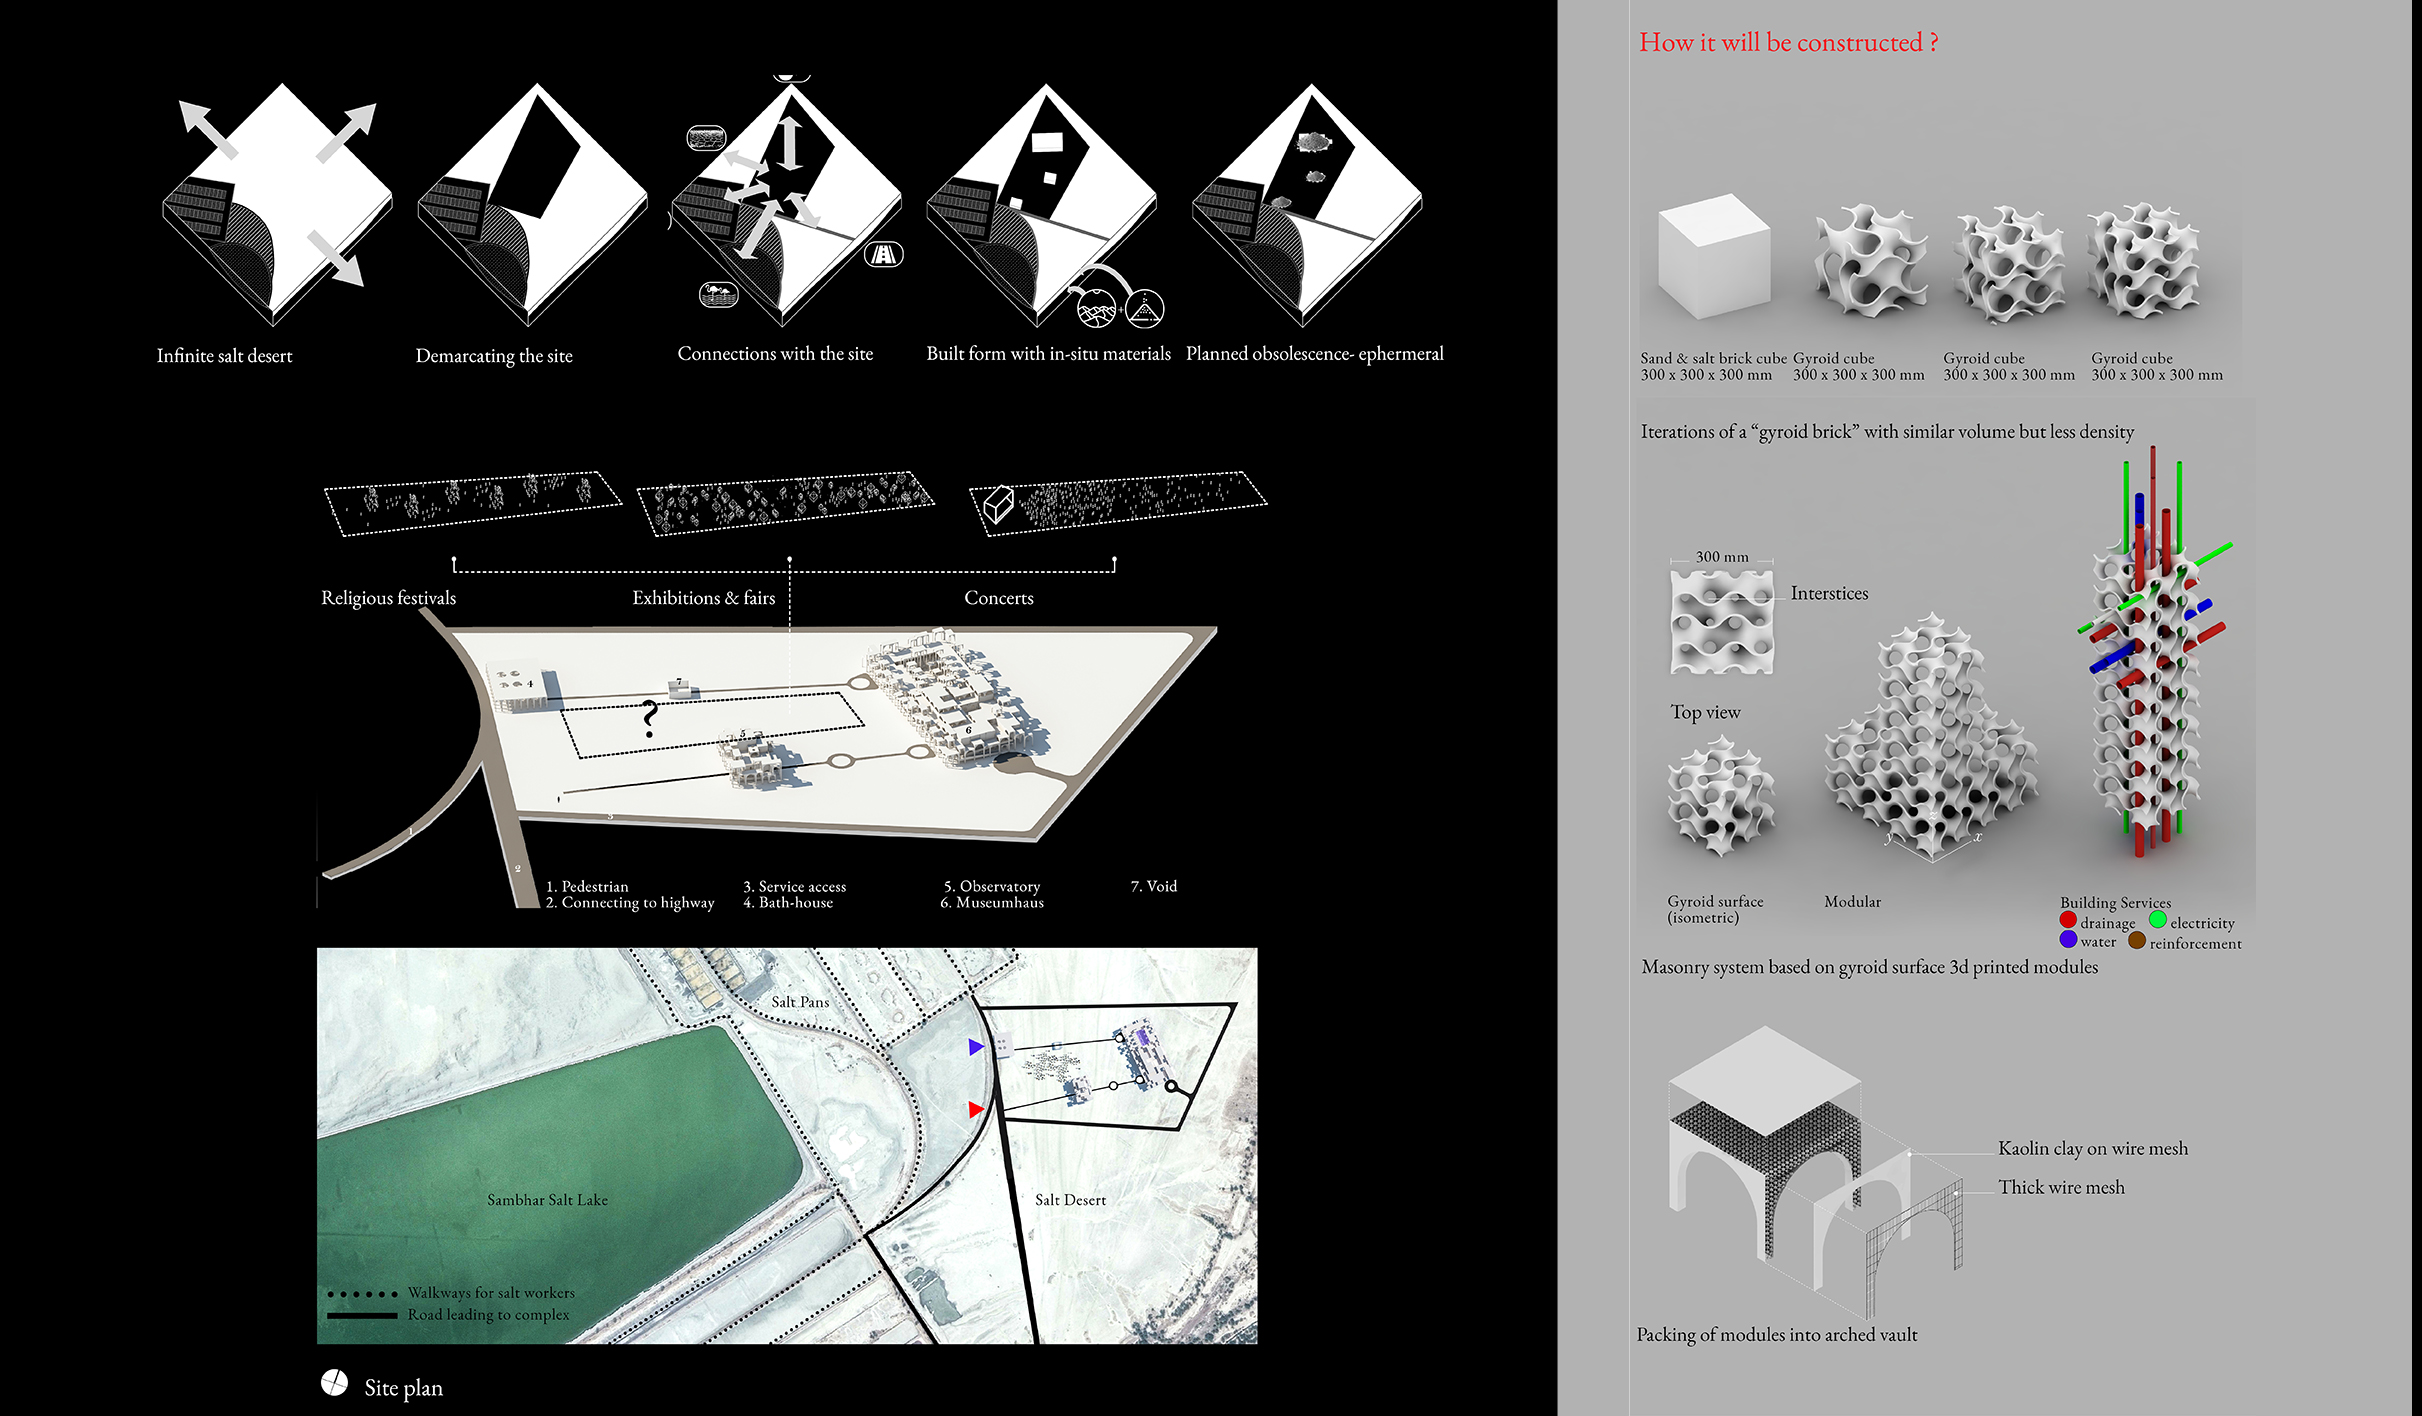 Infinite salt desert
Demarcating the site
Connections with the site
Built form with in-situ materials
Planned obsolescence- ephermeral
Religious festivals
Exhibitions & fairs
Concerts
4
7
?
5
6
3
1
2
1. Pedestrian
2. Connecting to highway
3. Service access
4. Bath-house
5. Observatory
6. Museumhaus
7. Void
Salt Pans
Sambhar Salt Lake
Salt Desert
Walkways for salt workers
Road leading to complex
Site plan
How it will be constructed ?
Sand & salt brick cube
300 x 300 x 300 mm
Gyroid cube
300 x 300 x 300 mm
Gyroid cube
300 x 300 x 300 mm
Gyroid cube
300 x 300 x 300 mm
Iterations of a “gyroid brick” with similar volume but less density
300 mm
Interstices
Top view
z
y
x
Gyroid surface
(isometric)
Modular
Building Services
drainage
electricity
water
reinforcement
Masonry system based on gyroid surface 3d printed modules
Kaolin clay on wire mesh
Thick wire mesh
Packing of modules into arched vault